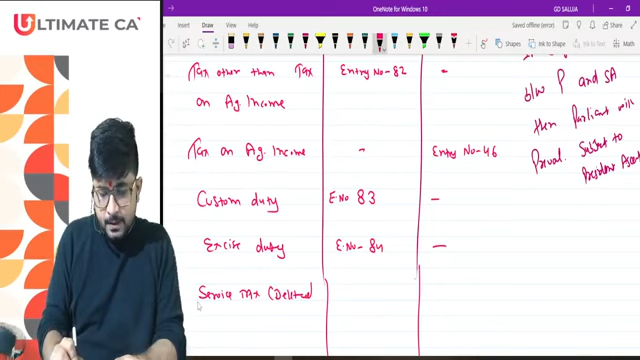 ULTIMATE CA
OneNote for Windows 10
GD SALUJA
Saved offline (error)
Home Insert Draw View Help
Shapes
Ink to Shape
Ink to Text
b/w P and SA
then Parliament will
Prevail. Subject to
President Assent
Tax other than Tax Entry No-82 -
on Ag. Income
Tax on Ag. Income - Entry No-46
Custom duty E.No 83 -
Excise duty E.No-84 -
Service Tax (Deleted)